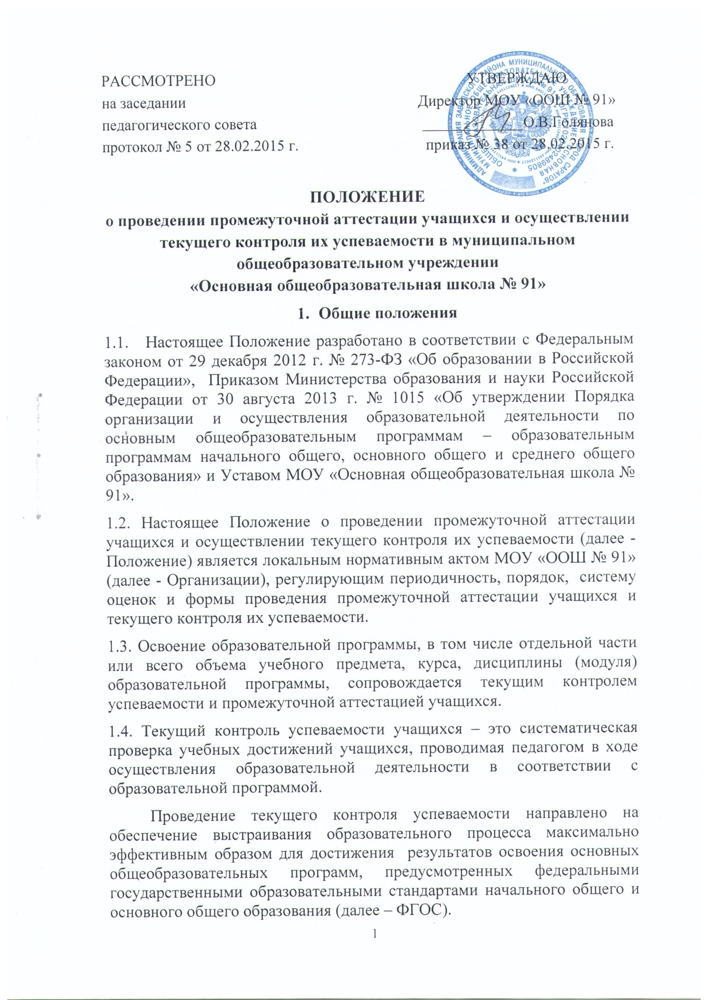 РАССМОТРЕНО
на заседании
педагогического совета
протокол № 5 от 28.02.2015 г.
УТВЕРЖДАЮ
Директор МОУ «ООШ № 91»
О.В.Голянова
приказ № 38 от 28.02.2015 г.
ПОЛОЖЕНИЕ
о проведении промежуточной аттестации учащихся и осуществлении
текущего контроля их успеваемости в муниципальном
общеобразовательном учреждении
«Основная общеобразовательная школа № 91»
1. Общие положения
1.1. Настоящее Положение разработано в соответствии с Федеральным
законом от 29 декабря 2012 г. № 273-ФЗ «Об образовании в Российской
Федерации», Приказом Министерства образования и науки Российской
Федерации от 30 августа 2013 г. № 1015 «Об утверждении Порядка
организации и осуществления образовательной деятельности по
основным общеобразовательным программам – образовательным
программам начального общего, основного общего и среднего общего
образования» и Уставом МОУ «Основная общеобразовательная школа №
91».
1.2. Настоящее Положение о проведении промежуточной аттестации
учащихся и осуществлении текущего контроля их успеваемости (далее -
Положение) является локальным нормативным актом МОУ «ООШ № 91»
(далее - Организации), регулирующим периодичность, порядок, систему
оценок и формы проведения промежуточной аттестации учащихся и
текущего контроля их успеваемости.
1.3. Освоение образовательной программы, в том числе отдельной части
или всего объема учебного предмета, курса, дисциплины (модуля)
образовательной программы, сопровождается текущим контролем
успеваемости и промежуточной аттестацией учащихся.
1.4. Текущий контроль успеваемости учащихся – это систематическая
проверка учебных достижений учащихся, проводимая педагогом в ходе
осуществления образовательной деятельности в соответствии с
образовательной программой.
Проведение текущего контроля успеваемости направлено на
обеспечение выстраивания образовательного процесса максимально
эффективным образом для достижения результатов освоения основных
общеобразовательных программ, предусмотренных федеральными
государственными образовательными стандартами начального общего и
основного общего образования (далее – ФГОС).
1